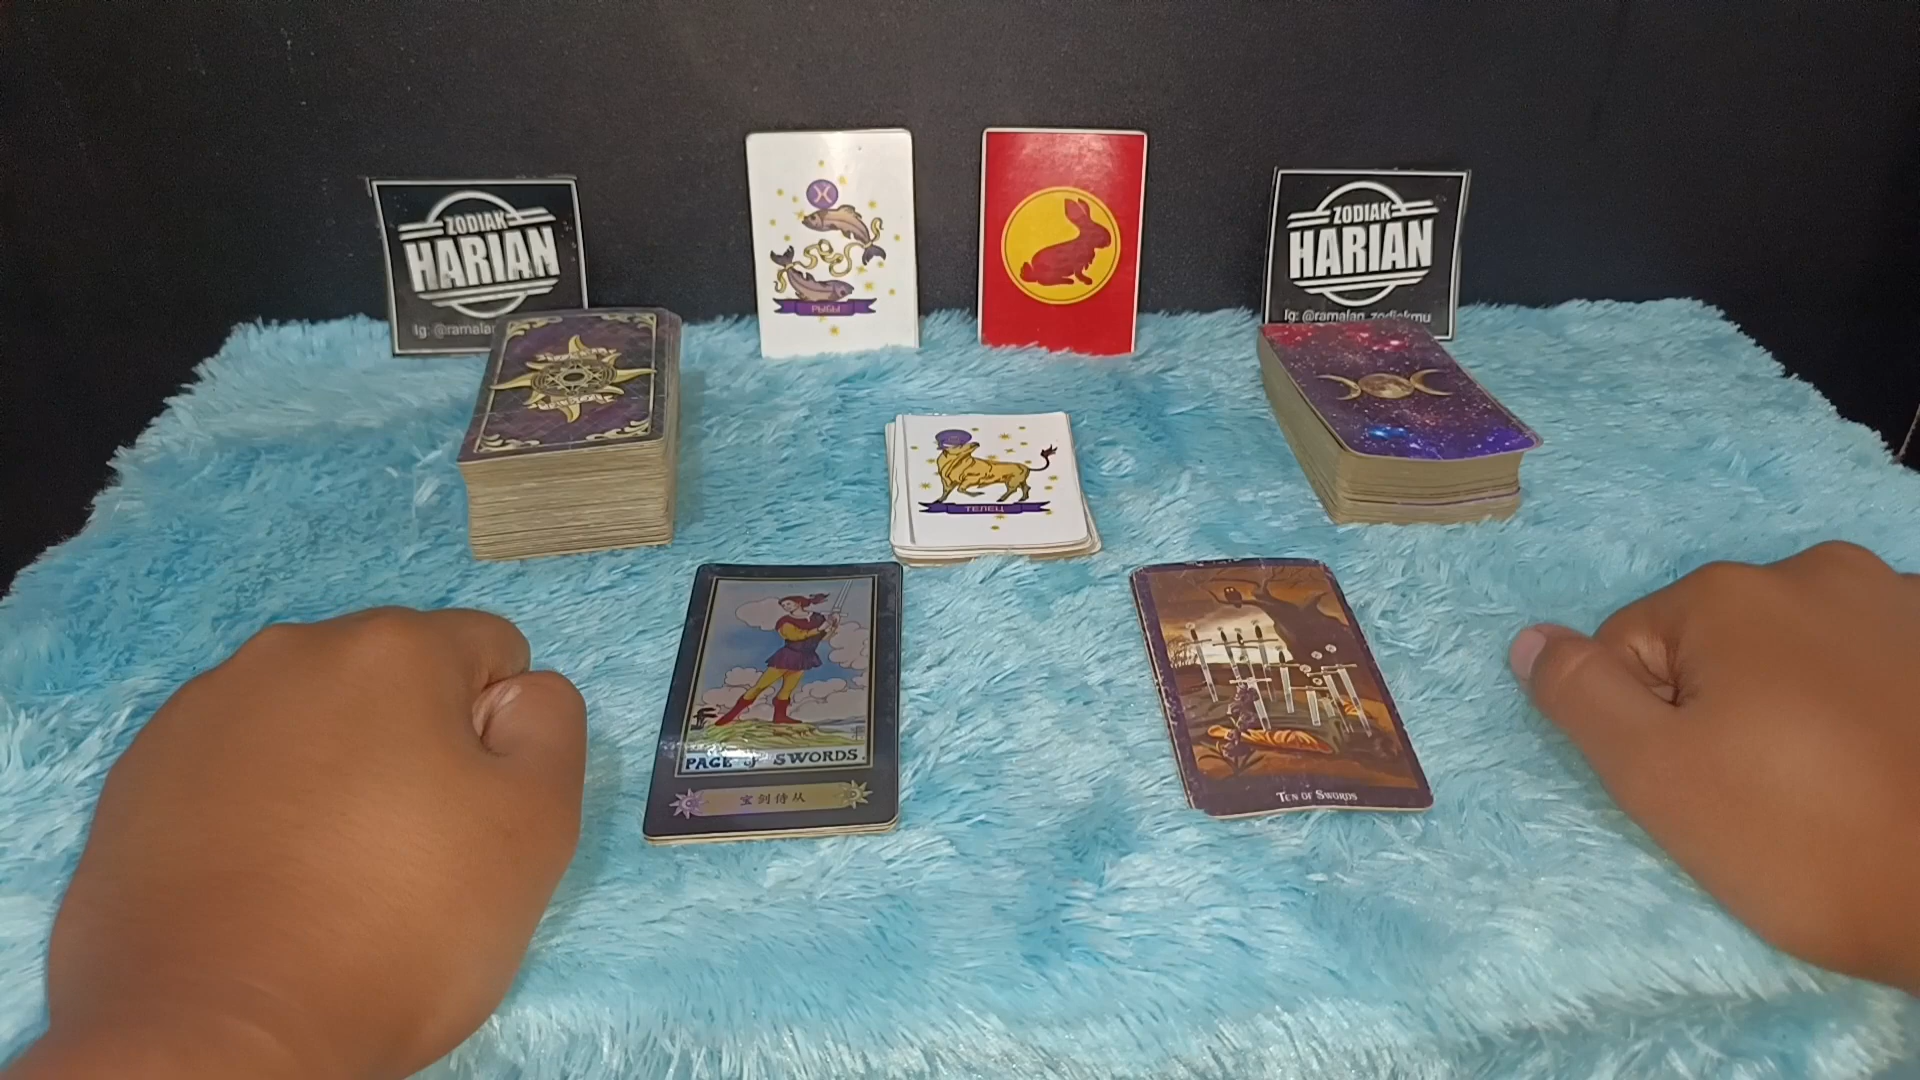 ZODIAK
HARIAN
Ig: @ramalan
РЫБЫ
ZODIAK
HARIAN
Ig: @ramalan_zodiakmu
ТЕЛЕЦ
PAGE of SWORDS.
宝剑侍从
TEN OF SWORDS